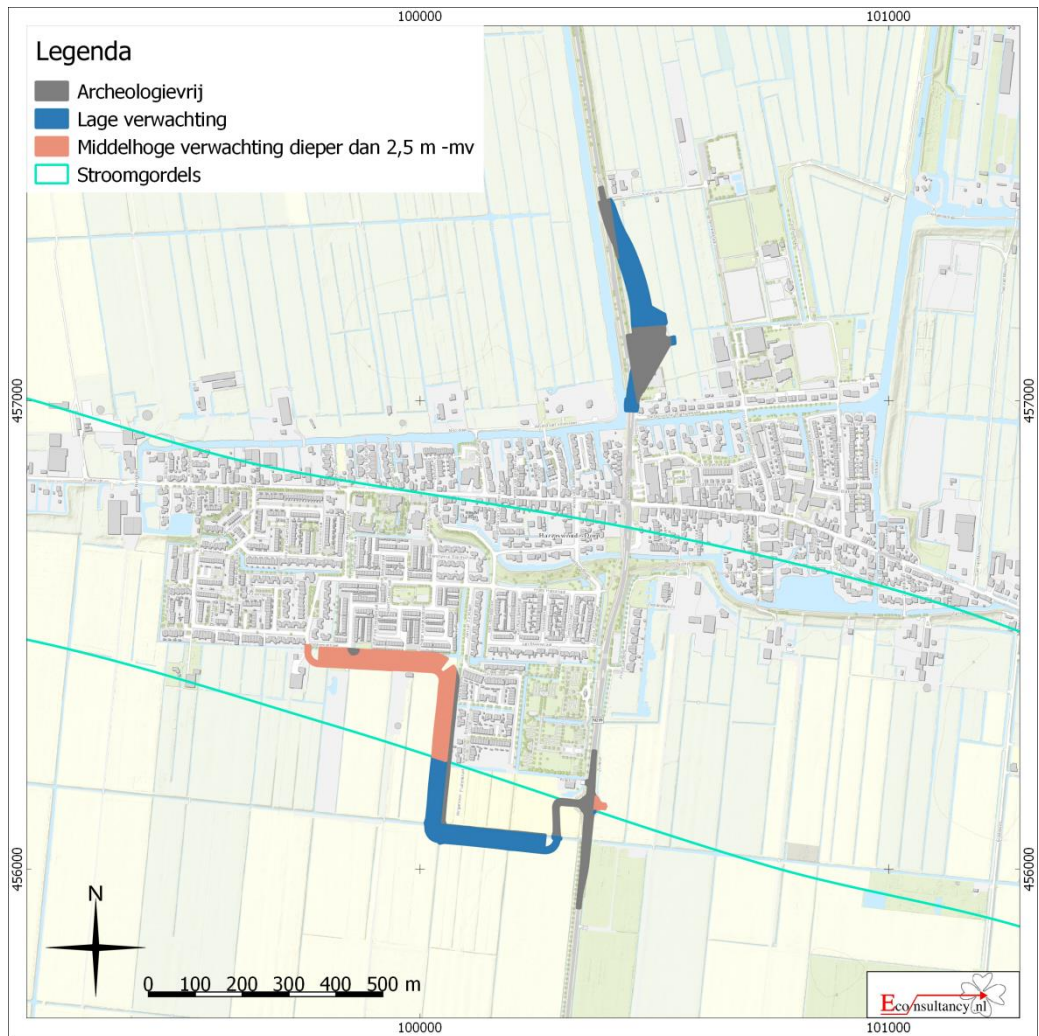 100000
101000
Legenda
Archeologievrij
Lage verwachting
Middelhoge verwachting dieper dan 2,5 m -mv
Stroomgordels
457000
457000
456000
456000
N
0 100 200 300 400 500 m
Econsultancy.nl
100000
101000